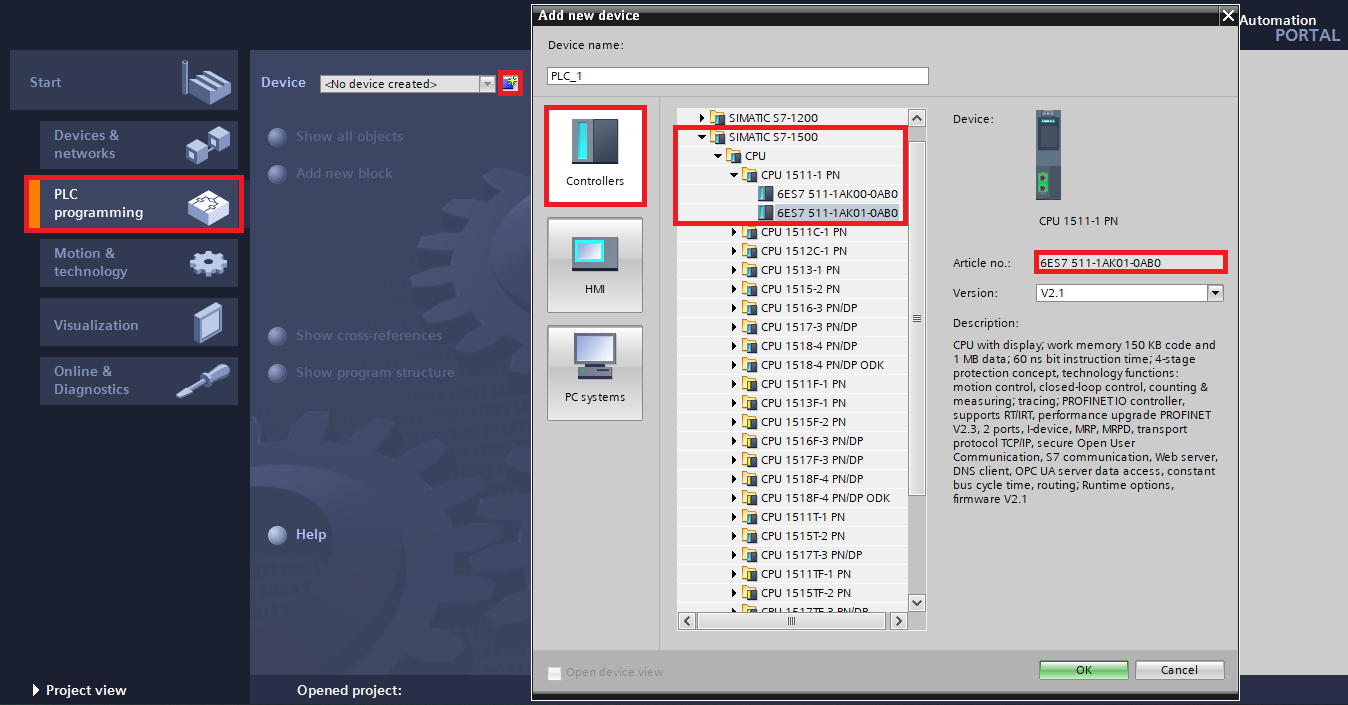 Automation
PORTAL
Start
Devices &
networks
PLC
programming
Motion &
technology
Visualization
Online &
Diagnostics
Project view
Device
<No device created>
Show all objects
Add new block
Show cross-references
Show program structure
Help
Opened project:
Add new device
Device name:
PLC_1
Controllers
HMI
PC systems
SIMATIC S7-1200
SIMATIC S7-1500
CPU
CPU 1511-1 PN
6ES7 511-1AK00-0AB0
6ES7 511-1AK01-0AB0
CPU 1511C-1 PN
CPU 1512C-1 PN
CPU 1513-1 PN
CPU 1515-2 PN
CPU 1516-3 PN/DP
CPU 1517-3 PN/DP
CPU 1518-4 PN/DP
CPU 1518-4 PN/DP ODK
CPU 1511F-1 PN
CPU 1513F-1 PN
CPU 1515F-2 PN
CPU 1516F-3 PN/DP
CPU 1517F-3 PN/DP
CPU 1518F-4 PN/DP
CPU 1518F-4 PN/DP ODK
CPU 1511T-1 PN
CPU 1515T-2 PN
CPU 1517T-3 PN/DP
CPU 1511TF-1 PN
CPU 1515TF-2 PN
CPU 1517TF-3 PN/DP
Device:
CPU 1511-1 PN
Article no.:
6ES7 511-1AK01-0AB0
Version:
V2.1
Description:
CPU with display; work memory 150 KB code and
1 MB data; 60 ns bit instruction time; 4-stage
protection concept, technology functions:
motion control, closed-loop control, counting &
measuring; tracing; PROFINET IO controller,
supports RT/IRT, performance upgrade PROFINET
V2.3, 2 ports, I-device, MRP, MRPD, transport
protocol TCP/IP, secure Open User
Communication, S7 communication, Web server,
DNS client, OPC UA server data access, constant
bus cycle time, routing; Runtime options,
firmware V2.1
Open device view
OK
Cancel